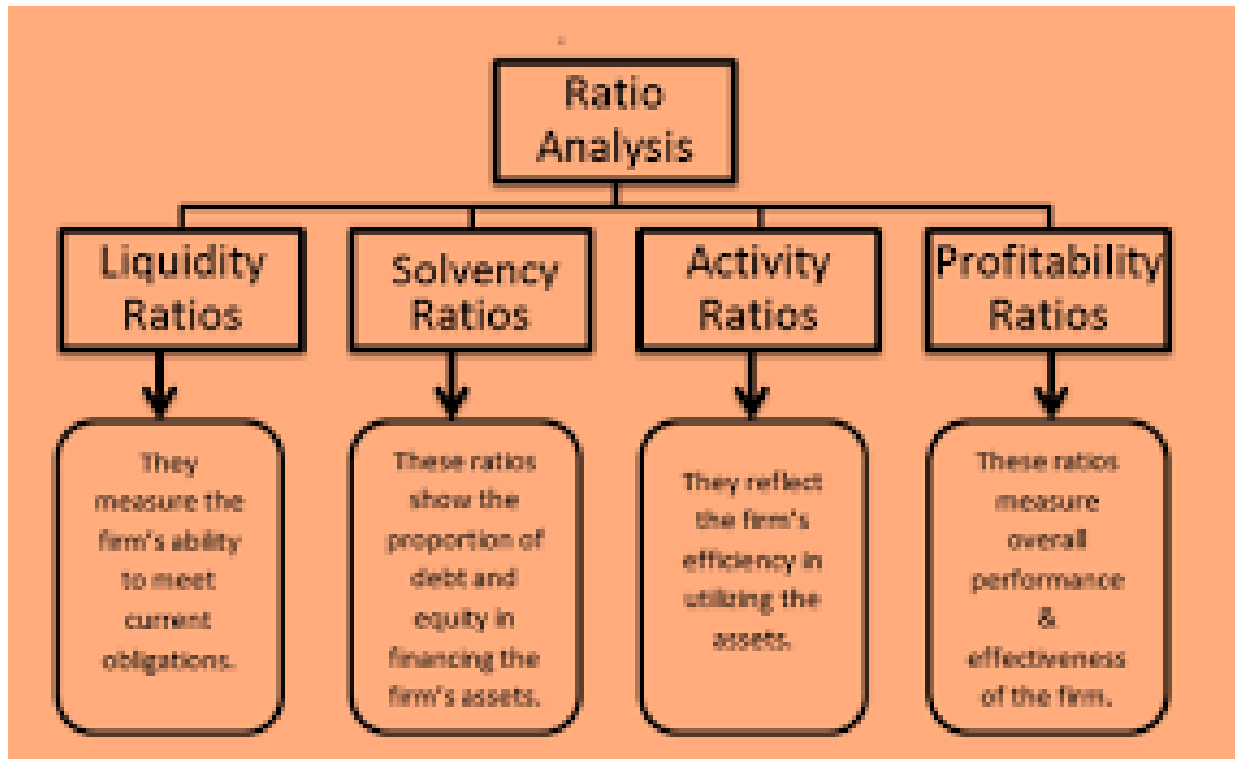 Ratio
Analysis
Liquidity
Ratios
Solvency
Ratios
Activity
Ratios
Profitability
Ratios
They
measure the
firm's ability
to meet
current
obligations.
These ratios
show the
proportion of
debt and
equity in
financing the
firm's assets.
They reflect
the firm's
efficiency in
utilizing the
assets.
These ratios
measure
overall
performance
&
effectiveness
of the firm.